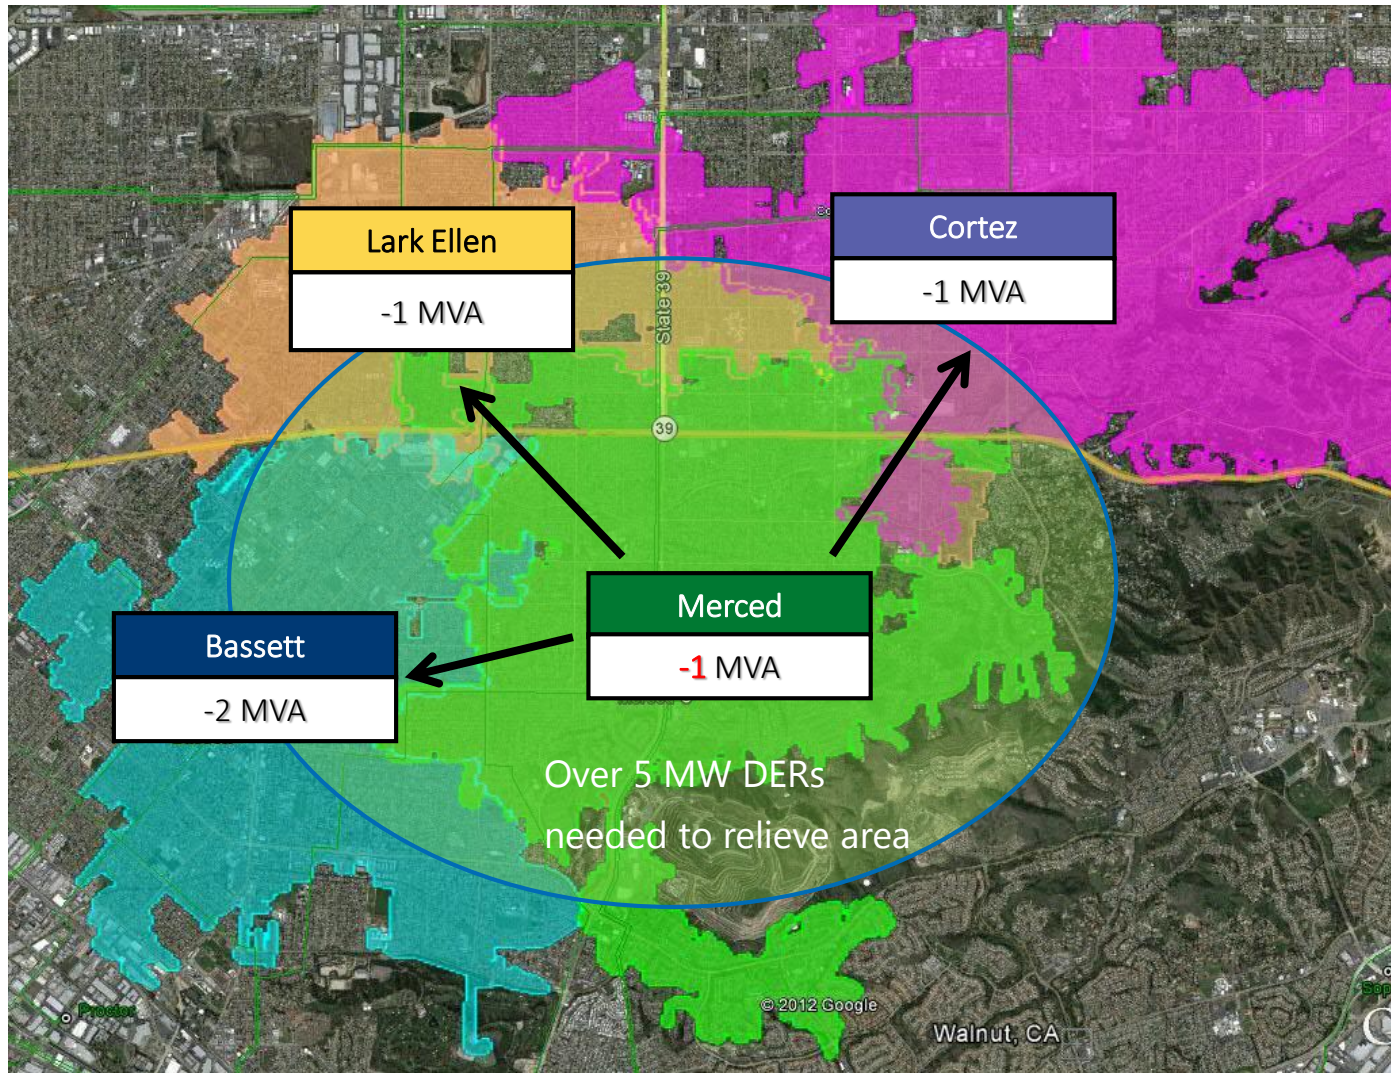 Lark Ellen
-1 MVA
Cortez
-1 MVA
State 39
39
Merced
-1 MVA
Bassett
-2 MVA
Over 5 MW DERs
needed to relieve area
© 2012 Google
Proctor
Walnut, CA